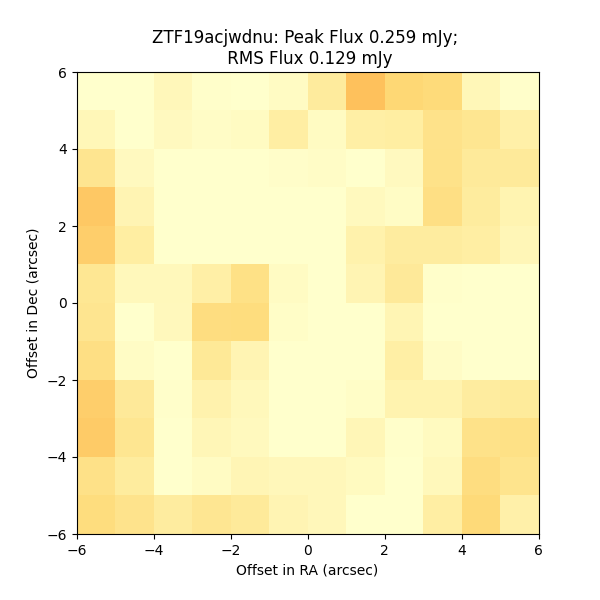 ZTF19acjwdnu: Peak Flux 0.259 mJy;
RMS Flux 0.129 mJy
6
4
2
0
−2
−4
−6
Offset in Dec (arcsec)
−6 −4 −2 0 2 4 6
Offset in RA (arcsec)